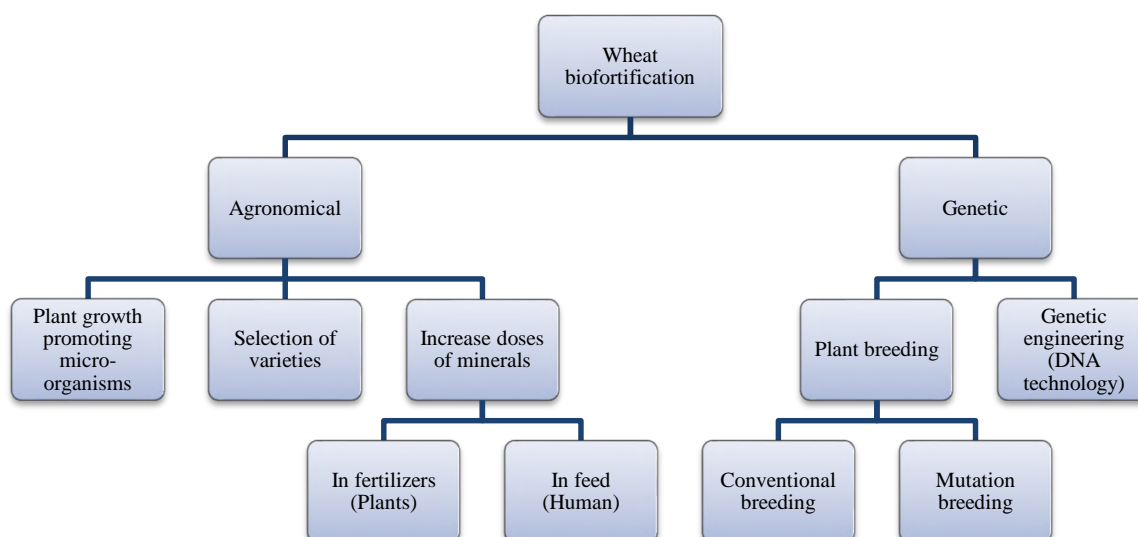 Wheat
biofortification
Agronomical
Genetic
Plant growth
promoting
micro-
organisms
Selection of
varieties
Increase doses
of minerals
Plant breeding
Genetic
engineering
(DNA
technology)
In fertilizers
(Plants)
In feed
(Human)
Conventional
breeding
Mutation
breeding